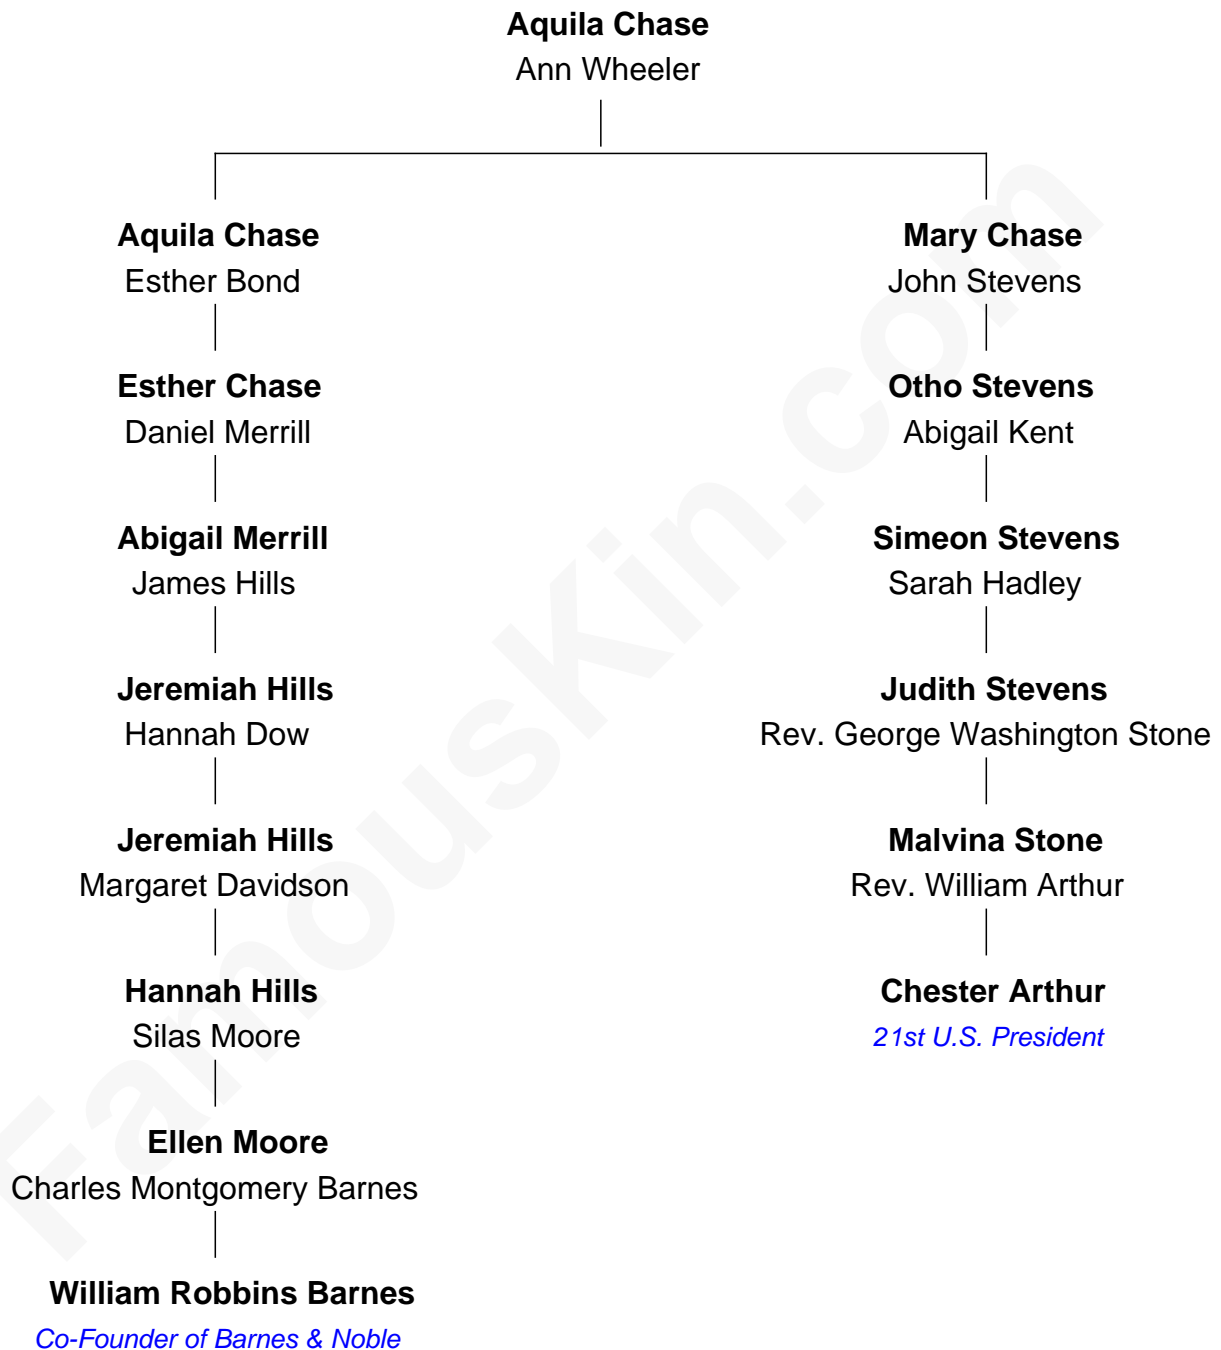 Aquila Chase
Ann Wheeler
Aquila Chase
Esther Bond
Mary Chase
John Stevens
Esther Chase
Daniel Merrill
Otho Stevens
Abigail Kent
Abigail Merrill
James Hills
Simeon Stevens
Sarah Hadley
Jeremiah Hills
Hannah Dow
Judith Stevens
Rev. George Washington Stone
Jeremiah Hills
Margaret Davidson
Malvina Stone
Rev. William Arthur
Hannah Hills
Silas Moore
Chester Arthur
21st U.S. President
Ellen Moore
Charles Montgomery Barnes
William Robbins Barnes
Co-Founder of Barnes & Noble
FamousKin.com